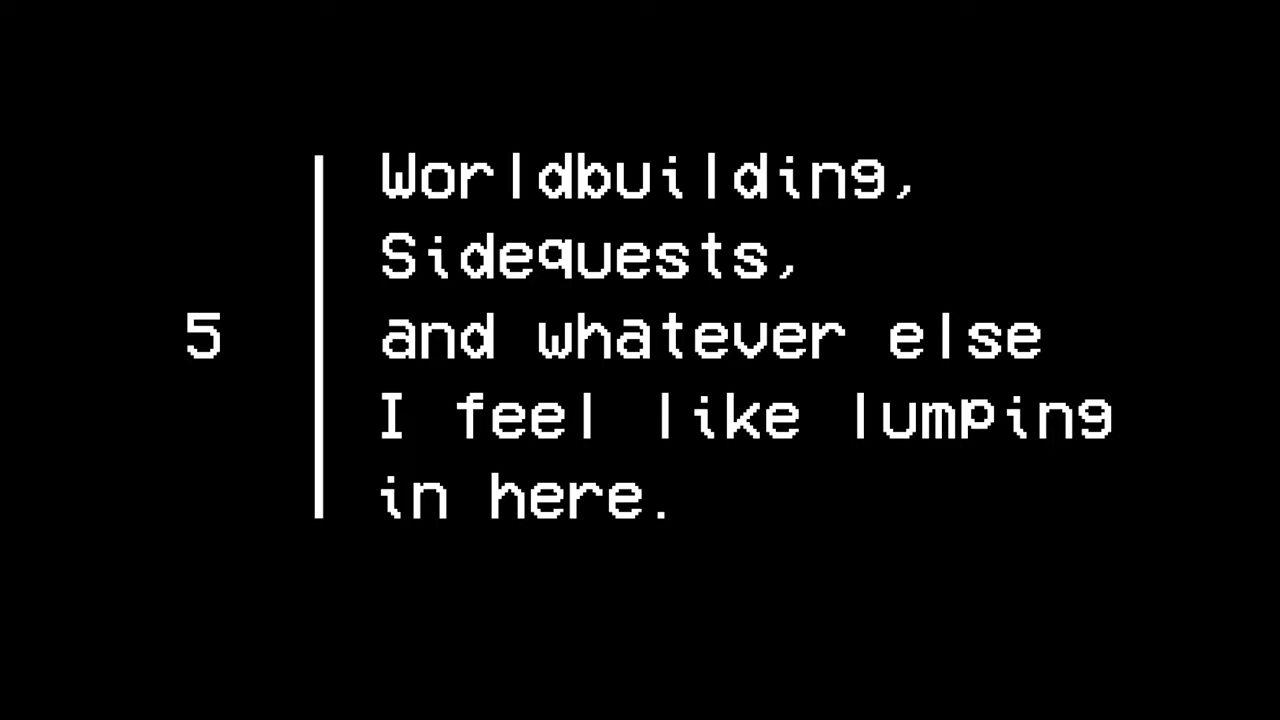 5
Worldbuilding,
Sidequests,
and whatever else
I feel like lumping
in here.